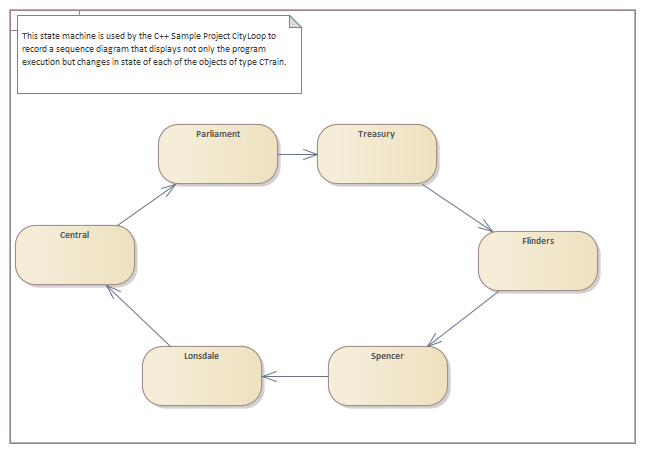 This state machine is used by the C++ Sample Project CityLoop to
record a sequence diagram that displays not only the program
execution but changes in state of each of the objects of type CTrain.
Parliament
Treasury
Central
Flinders
Lonsdale
Spencer